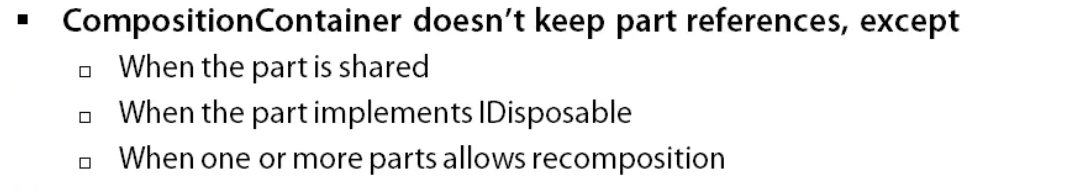 ▪ CompositionContainer doesn't keep part references, except
▫ When the part is shared
▫ When the part implements IDisposable
▫ When one or more parts allows recomposition